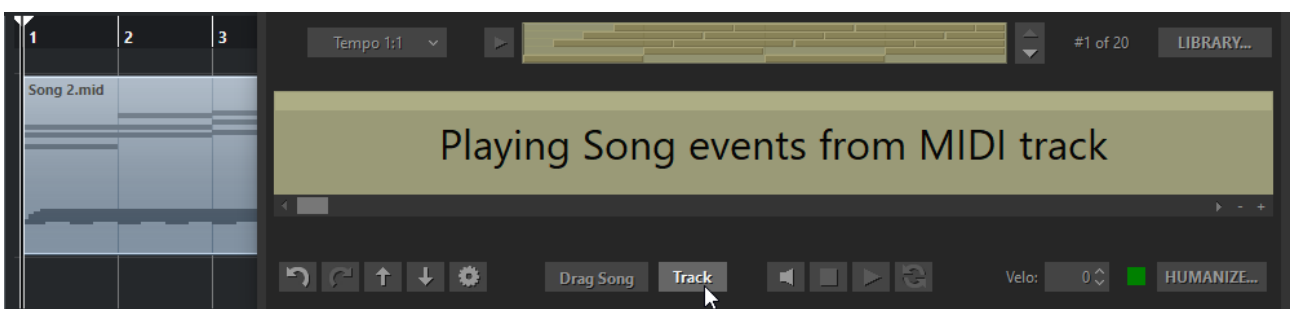 1 2 3
Tempo 1:1
#1 of 20
LIBRARY...
Song 2.mid
Playing Song events from MIDI track
- +
Drag Song
Track
Velo:
0
HUMANIZE...